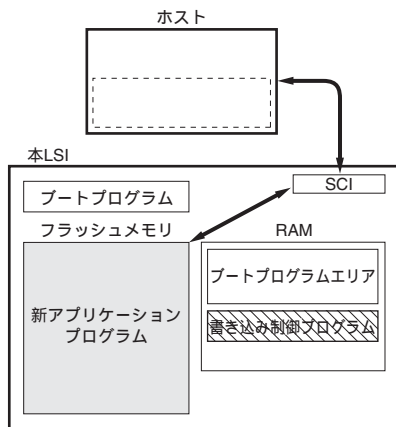 ホスト
本LSI
SCI
ブートプログラム
フラッシュメモリ
RAM
ブートプログラムエリア
新アプリケーション
プログラム
書き込み制御プログラム